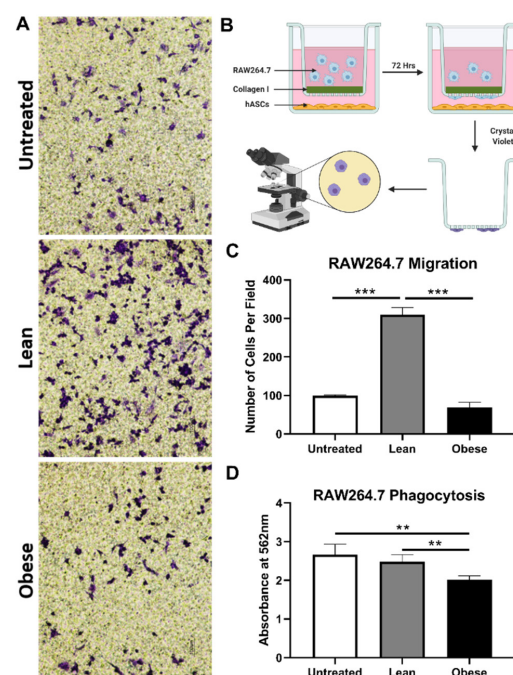 A
Untreated
Lean
Obese
B
RAW264.7
Collagen I
hASCs
72 Hrs
Crysta
Violet
C
RAW264.7 Migration
Number of Cells Per Field
400
300
200
100
0
***
***
Untreated
Lean
Obese
D
RAW264.7 Phagocytosis
Absorbance at 562nm
4
3
2
1
0
**
**
Untreated
Lean
Obese